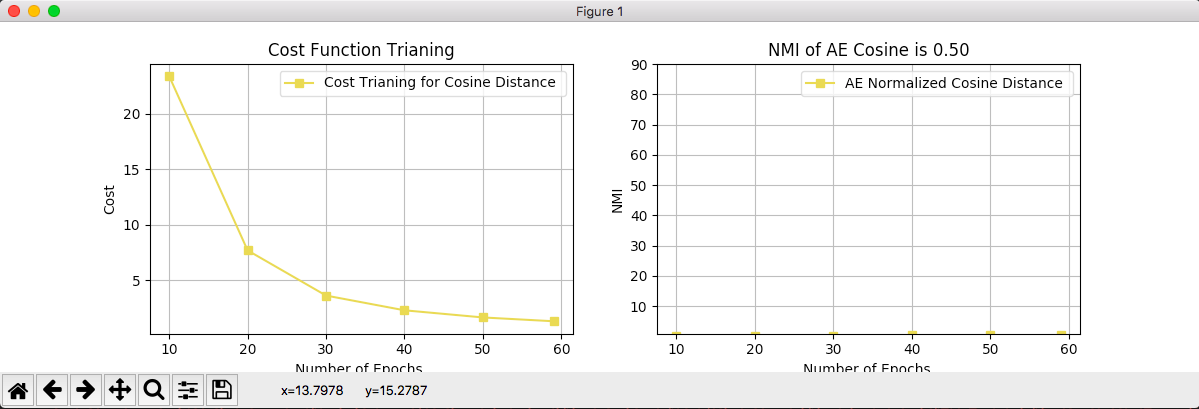 Figure 1
Cost Function Trianing
Cost Trianing for Cosine Distance
20
15
10
5
Cost
10 20 30 40 50 60
Number of Epochs
NMI of AE Cosine is 0.50
AE Normalized Cosine Distance
90
80
70
60
90
50
40
30
20
10
NMI
10 20 30 40 50 60
Number of Epochs
x=13.7978 y=15.2787